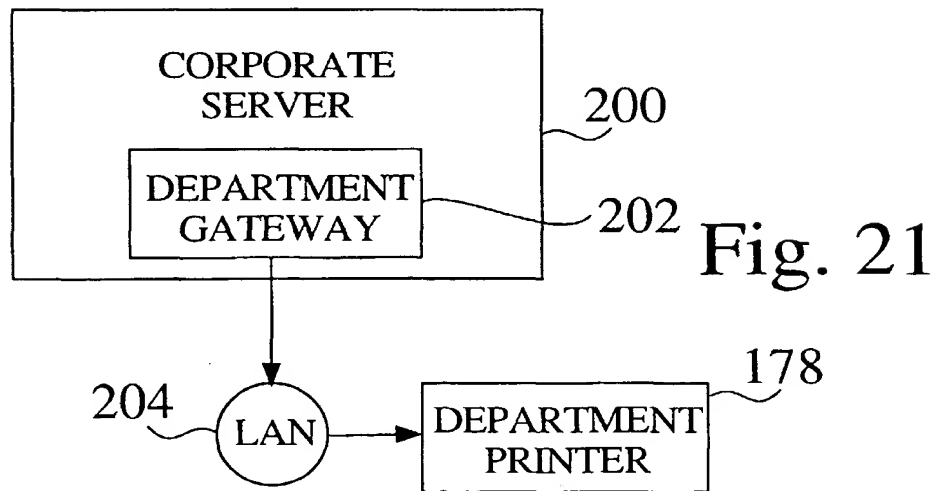 CORPORATE
SERVER
200
DEPARTMENT
GATEWAY
202
Fig. 21
178
204
LAN
DEPARTMENT
PRINTER